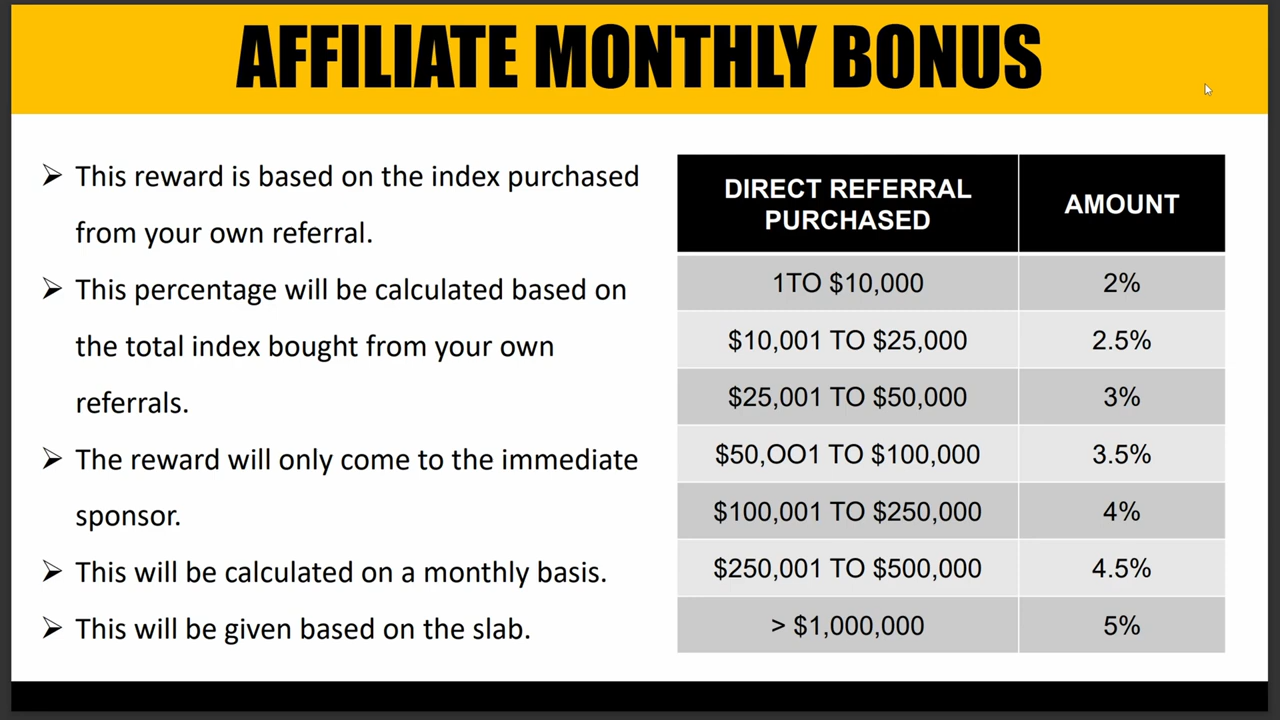 AFFILIATE MONTHLY BONUS
➢ This reward is based on the index purchased
from your own referral.
➢ This percentage will be calculated based on
the total index bought from your own
referrals.
➢ The reward will only come to the immediate
sponsor.
➢ This will be calculated on a monthly basis.
➢ This will be given based on the slab.
DIRECT REFERRAL
PURCHASED
AMOUNT
1TO $10,000 2%
$10,001 TO $25,000 2.5%
$25,001 TO $50,000 3%
$50,OO1 TO $100,000 3.5%
$100,001 TO $250,000 4%
$250,001 TO $500,000 4.5%
> $1,000,000 5%